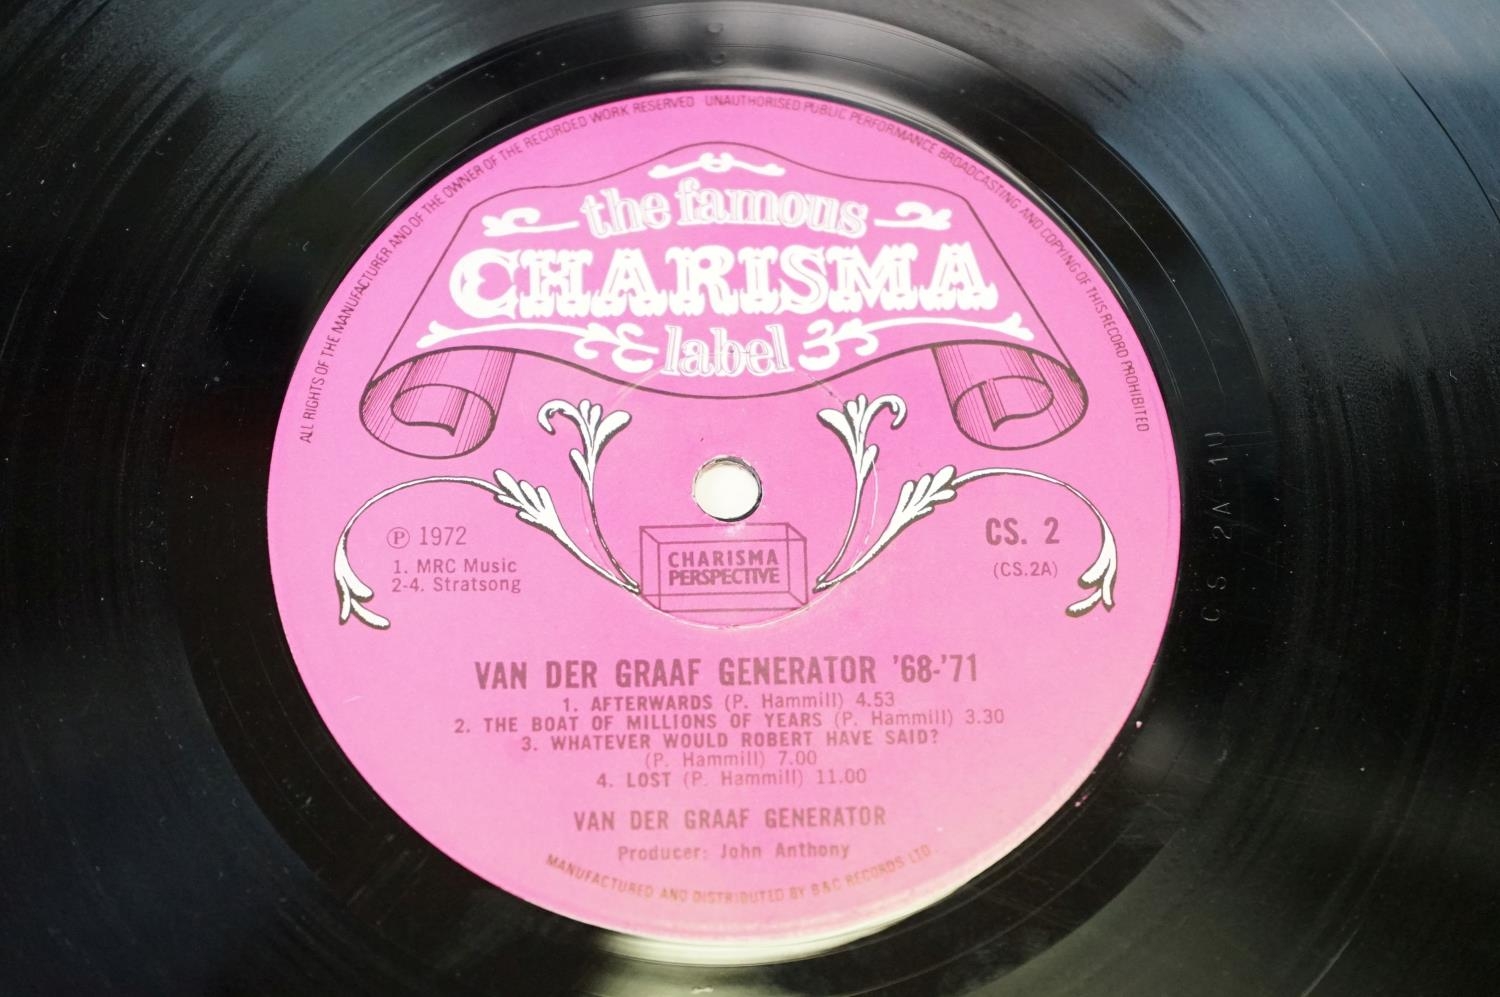 ALL RIGHTS OF THE MANUFACTURER AND OF THE OWNER OF THE RECORDED WORK RESERVED UNAUTHORISED PUBLIC PERFORMANCE BROADCASTING AND COPYING OF THIS RECORD PROHIBITED
the famous
CHARISMA
label
℗ 1972
1. MRC Music
2-4. Stratsong
CHARISMA
PERSPECTIVE
CS. 2
(CS.2A)
CS 2A-1U
VAN DER GRAAF GENERATOR '68-'71
1. AFTERWARDS (P. Hammill) 4.53
2. THE BOAT OF MILLIONS OF YEARS (P. Hammill) 3.30
3. WHATEVER WOULD ROBERT HAVE SAID?
(P. Hammill) 7.00
4. LOST (P. Hammill) 11.00
VAN DER GRAAF GENERATOR
Producer: John Anthony
MANUFACTURED AND DISTRIBUTED BY B&C RECORDS LTD.